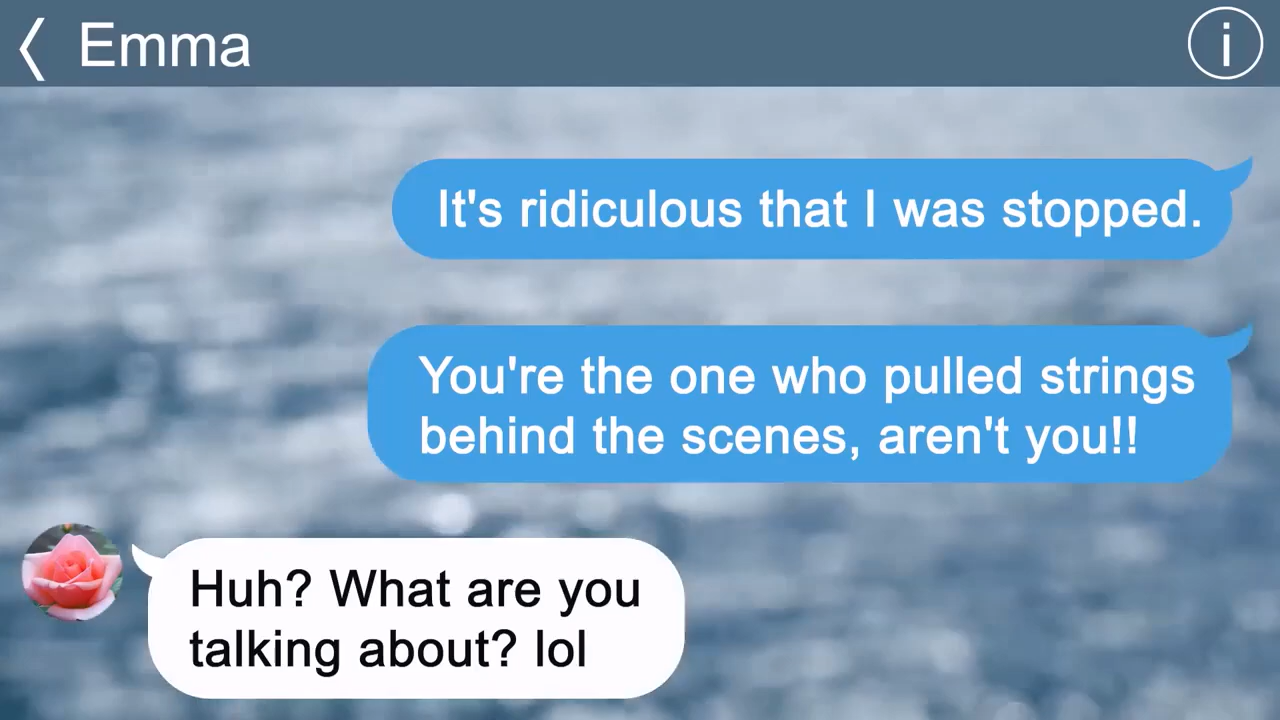 Emma
It's ridiculous that I was stopped.
You're the one who pulled strings
behind the scenes, aren't you!!
Huh? What are you
talking about? lol